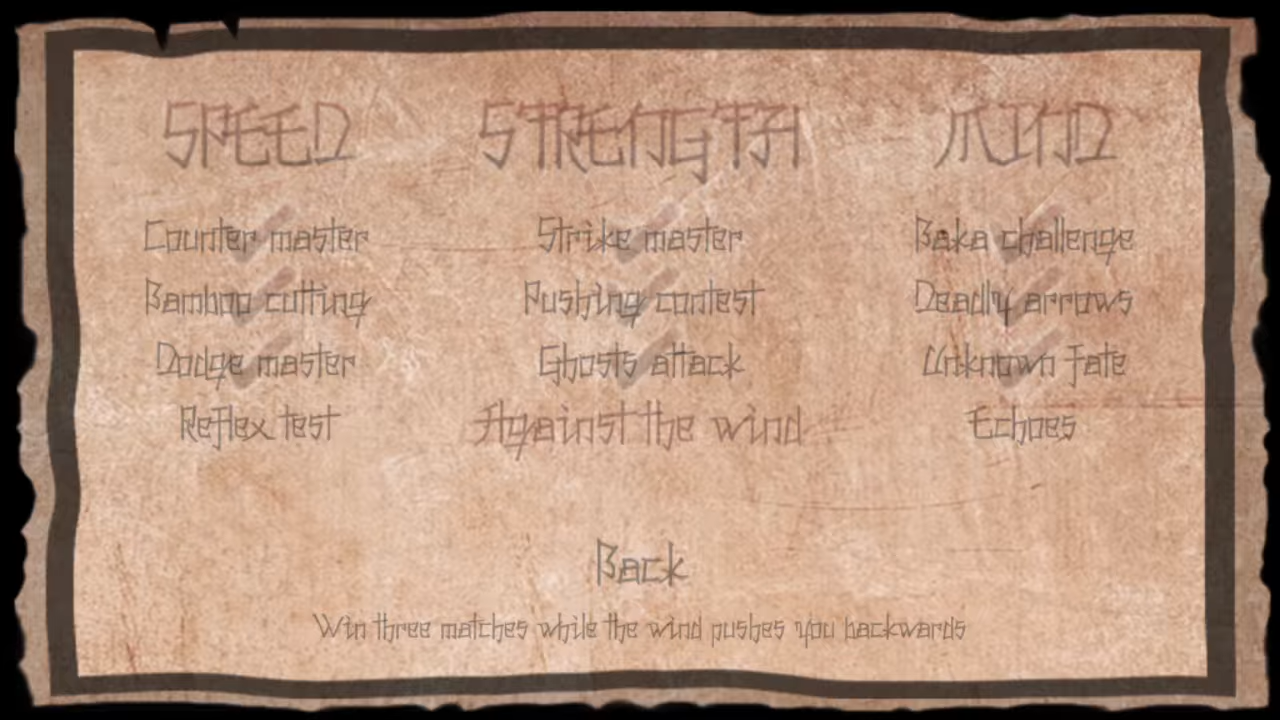 SPEED STRENGTH MIND
Counter master Strike master Baka challenge
Bamboo cutting Pushing contest Deadly arrows
Dodge master Ghosts attack Unknown fate
Reflex test Against the wind Echoes
Back
Win three matches while the wind pushes you backwards